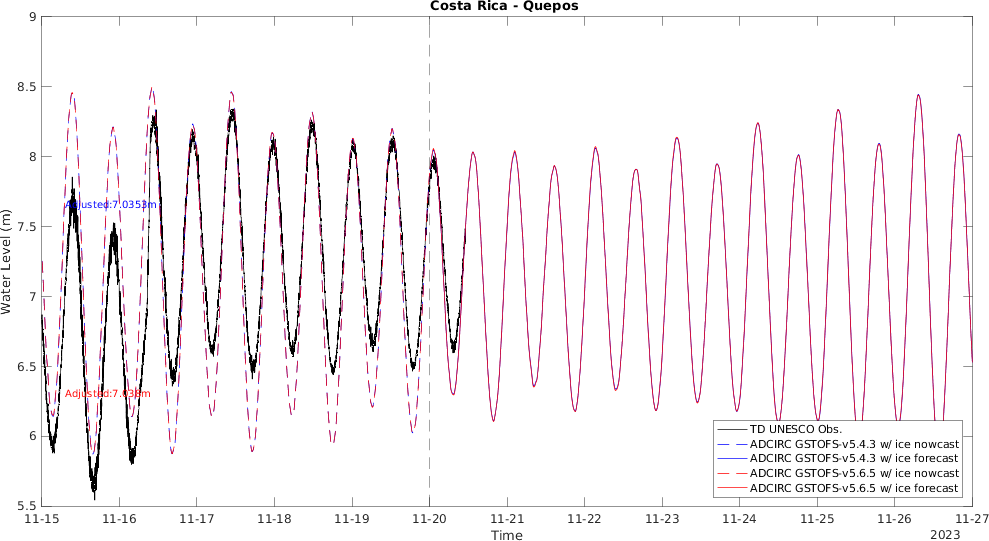 Costa Rica - Quepos
9
8.5
8
7.5
7
6.5
6
5.5
Water Level (m)
Adjusted:7.0353m
Adjusted:7.036m
TD UNESCO Obs.
ADCIRC GSTOFS-v5.4.3 w/ ice nowcast
ADCIRC GSTOFS-v5.4.3 w/ ice forecast
ADCIRC GSTOFS-v5.6.5 w/ ice nowcast
ADCIRC GSTOFS-v5.6.5 w/ ice forecast
11-15 11-16 11-17 11-18 11-19 11-20 11-21 11-22 11-23 11-24 11-25 11-26 11-27
Time
2023